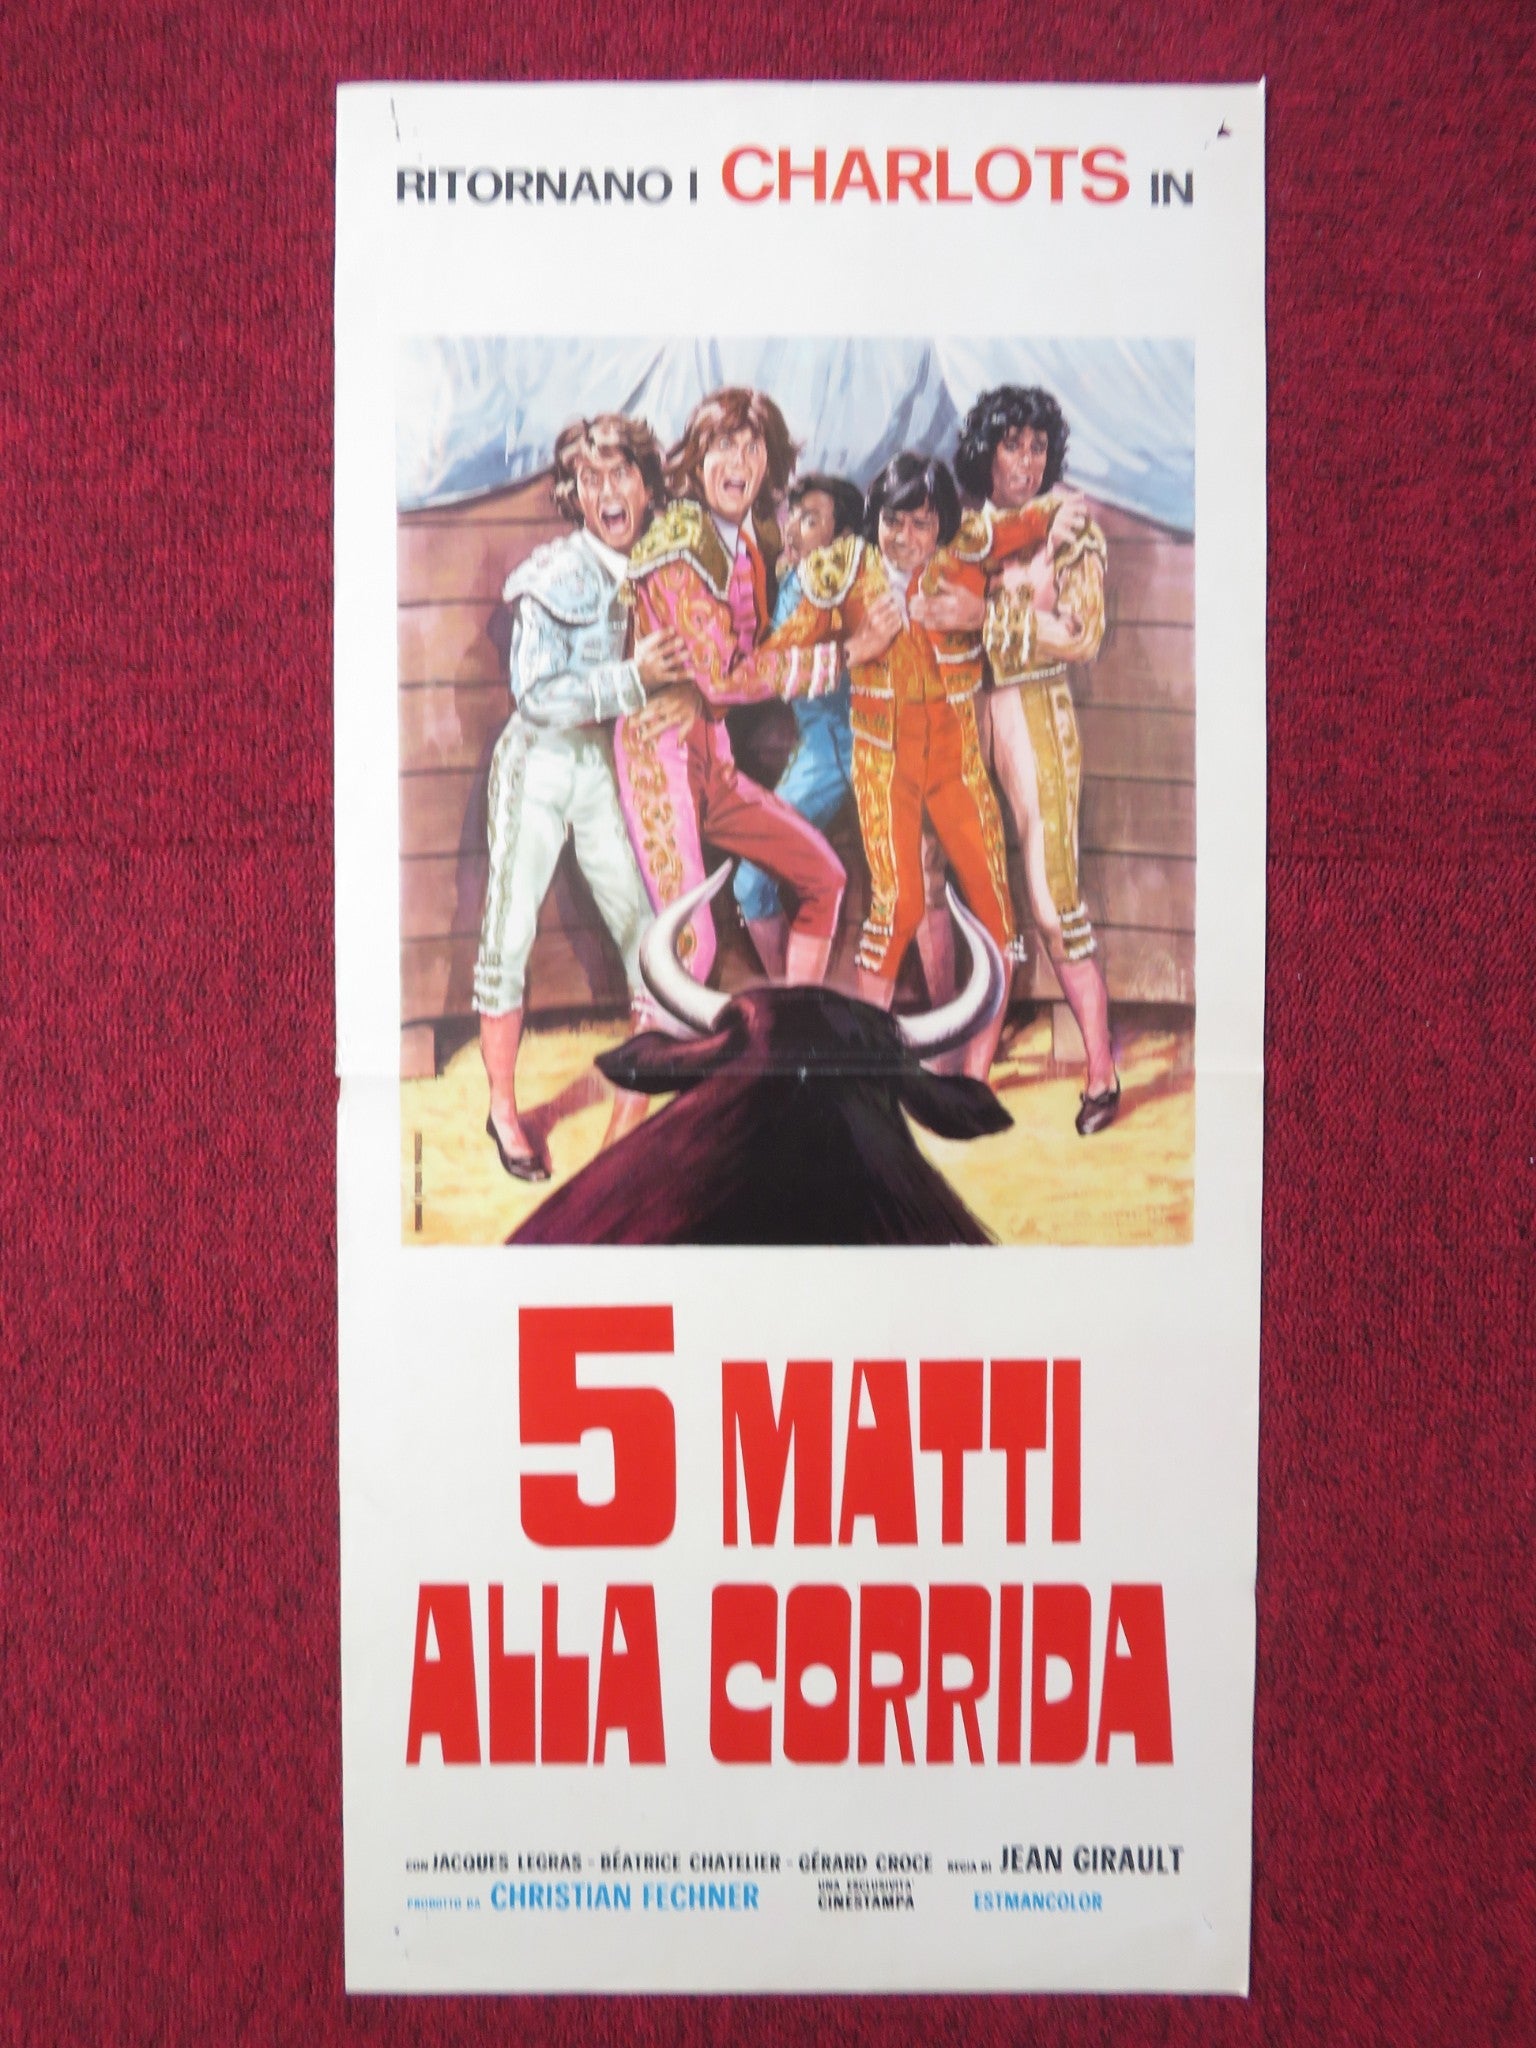 RITORNANO I CHARLOTS IN
5 MATTI
ALLA CORRIDA
CON JACQUES LEGRAS - BÉATRICE CHATELIER - GÉRARD CROCE REGIA DI JEAN GIRAULT
PRODOTTO DA CHRISTIAN FECHNER UNA ESCLUSIVITA' CINESTAMPA ESTMANCOLOR